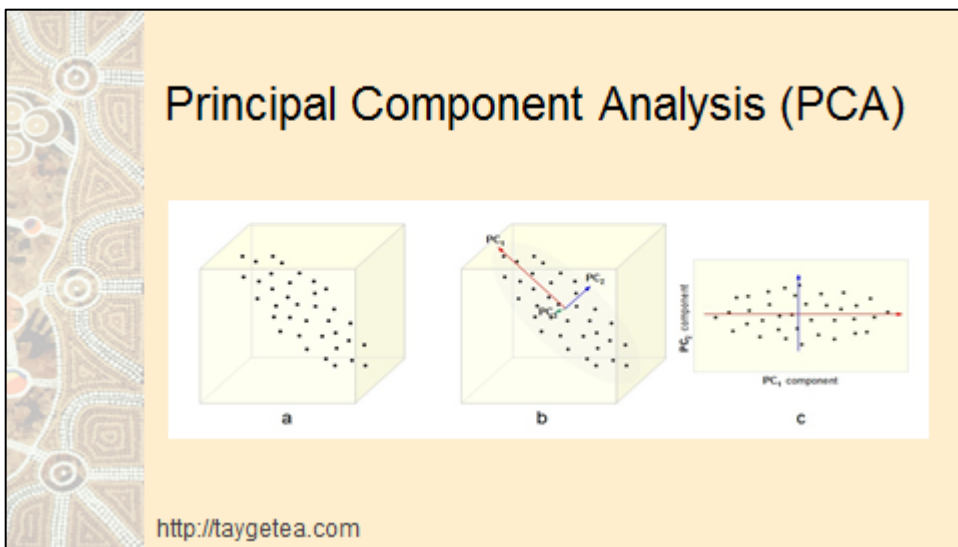 Principal Component Analysis (PCA)
PC₁
PC₂
PC₃
PC₂ component
PC₁ component
a
b
c
http://taygetea.com